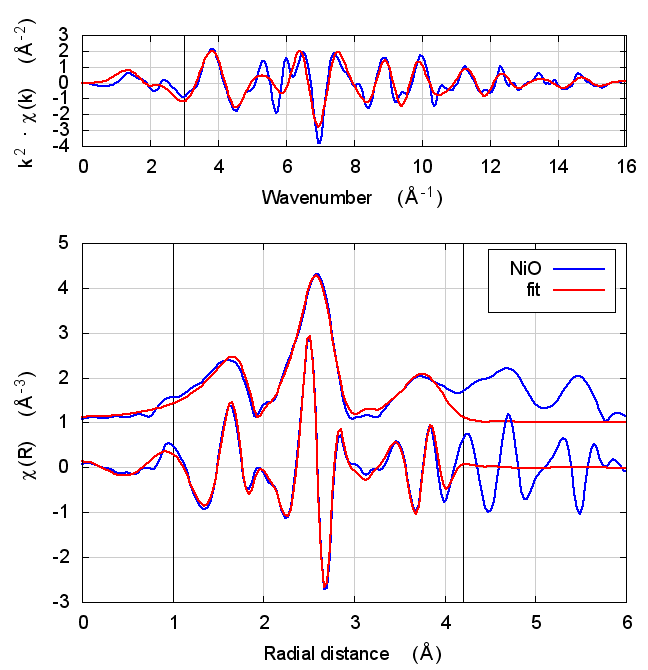 k² · χ(k) (Å⁻²)
3
2
1
0
-1
-2
-3
-4
0 2 4 6 8 10 12 14 16
Wavenumber (Å⁻¹)
χ(R) (Å⁻³)
5
4
3
2
1
0
-1
-2
-3
NiO
fit
0 1 2 3 4 5 6
Radial distance (Å)